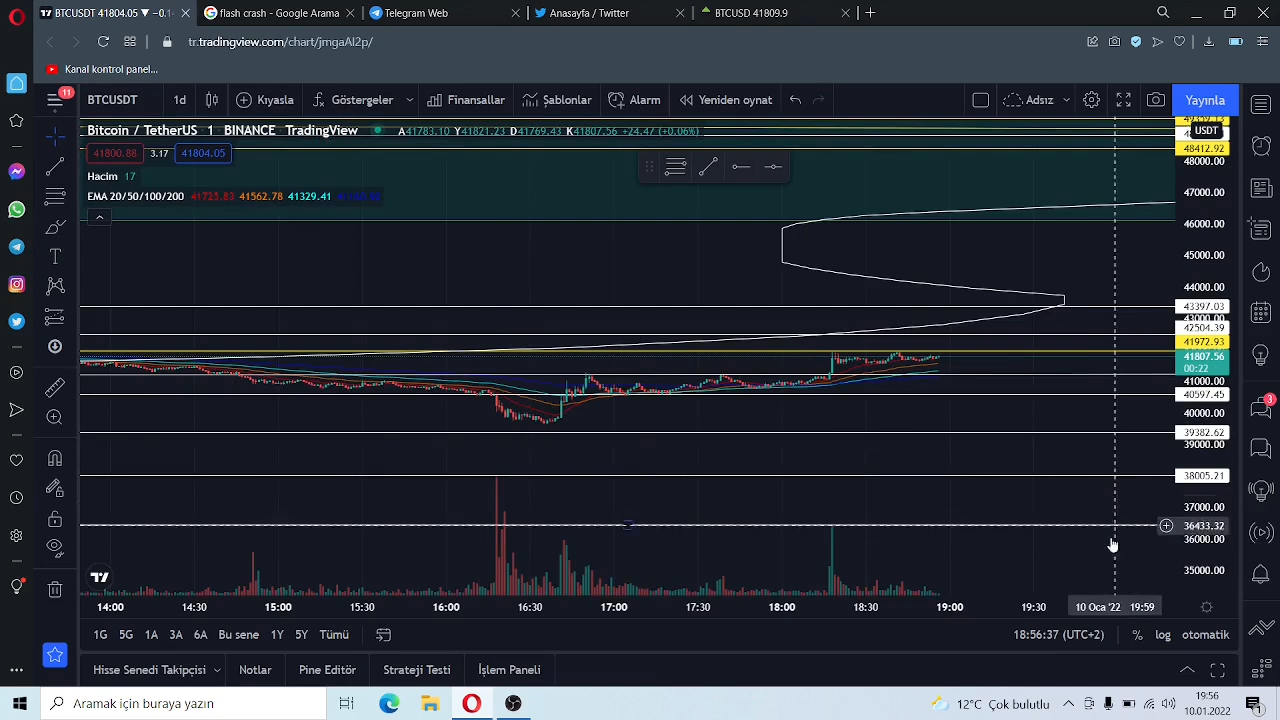 BTCUSDT 41804.05 ▼ −0.1
flash crash - Google Arama
Telegram Web
Anasayfa / Twitter
BTCUSD 41809.9
tr.tradingview.com/chart/jmgaAI2p/
Kanal kontrol panel...
11
BTCUSDT
1d
Kıyasla
Göstergeler
Finansallar
Şablonlar
Alarm
Yeniden oynat
Adsız
Yayınla
Bitcoin / TetherUS · 1 · BINANCE · TradingView
A41783.10 Y41821.23 D41769.43 K41807.56 +24.47 (+0.06%)
USDT
41800.88
3.17
41804.05
48412.92
48000.00
Hacim 17
47000.00
EMA 20/50/100/200 41725.83 41562.78 41329.41
46000.00
45000.00
44000.00
43397.03
43000.00
42504.39
41972.93
41807.56
00:22
41000.00
40597.45
3
40000.00
39382.62
39000.00
38005.21
37000.00
36433.32
36000.00
35000.00
14:00
14:30
15:00
15:30
16:00
16:30
17:00
17:30
18:00
18:30
19:00
19:30
10 Oca '22 19:59
1G
5G
1A
3A
6A
Bu sene
1Y
5Y
Tümü
18:56:37 (UTC+2)
%
log
otomatik
Hisse Senedi Takipçisi
Notlar
Pine Editörü
Strateji Testi
İşlem Paneli
Aramak için buraya yazın
12°C Çok bulutlu
19:56
10.01.2022
1